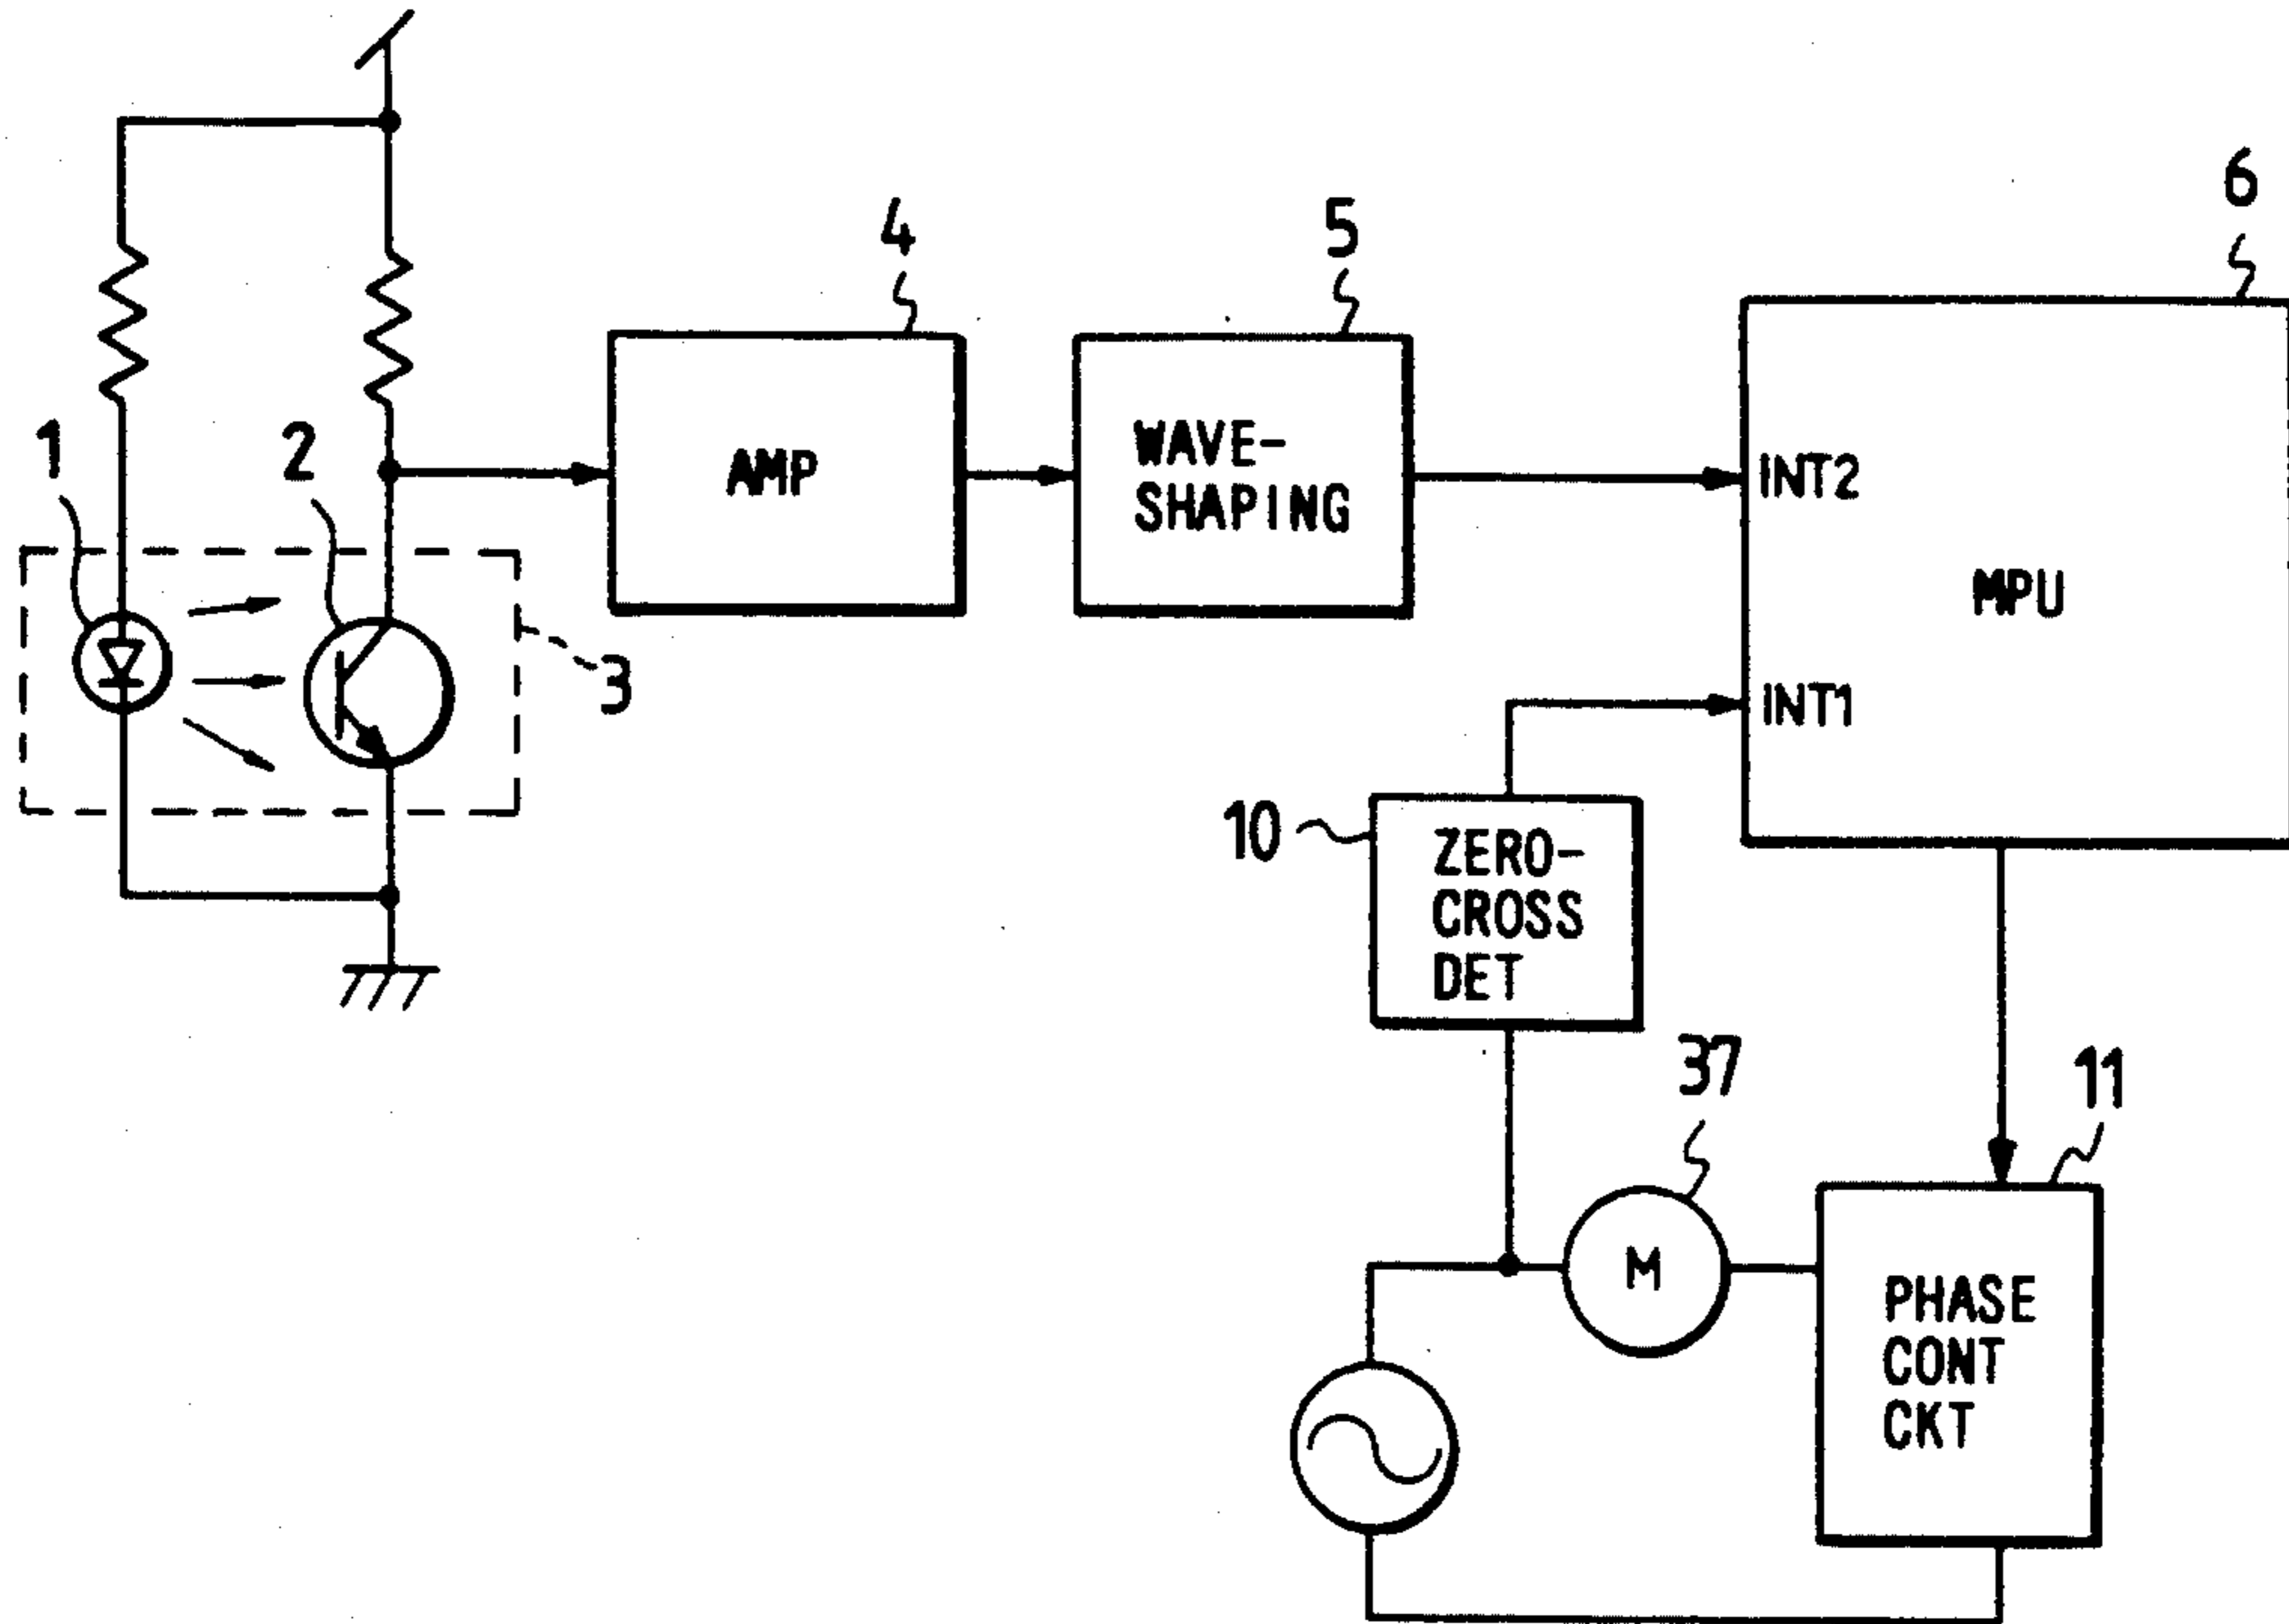 6
4
5
1
2
AMP
WAVE-
SHAPING
INT2
MPU
3
INT1
10
ZERO-
CROSS
DET
37
11
M
PHASE
CONT
CKT